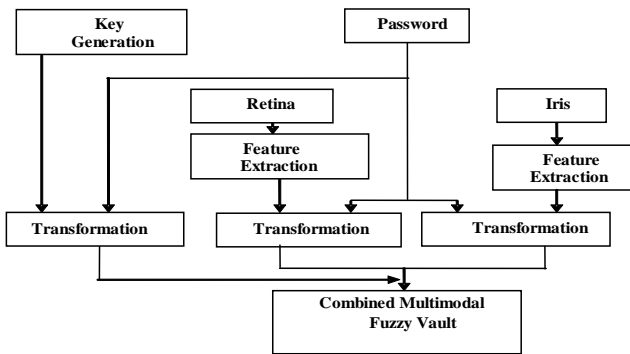 Key
Generation
Password
Retina
Iris
Feature
Extraction
Feature
Extraction
Transformation
Transformation
Transformation
Combined Multimodal
Fuzzy Vault